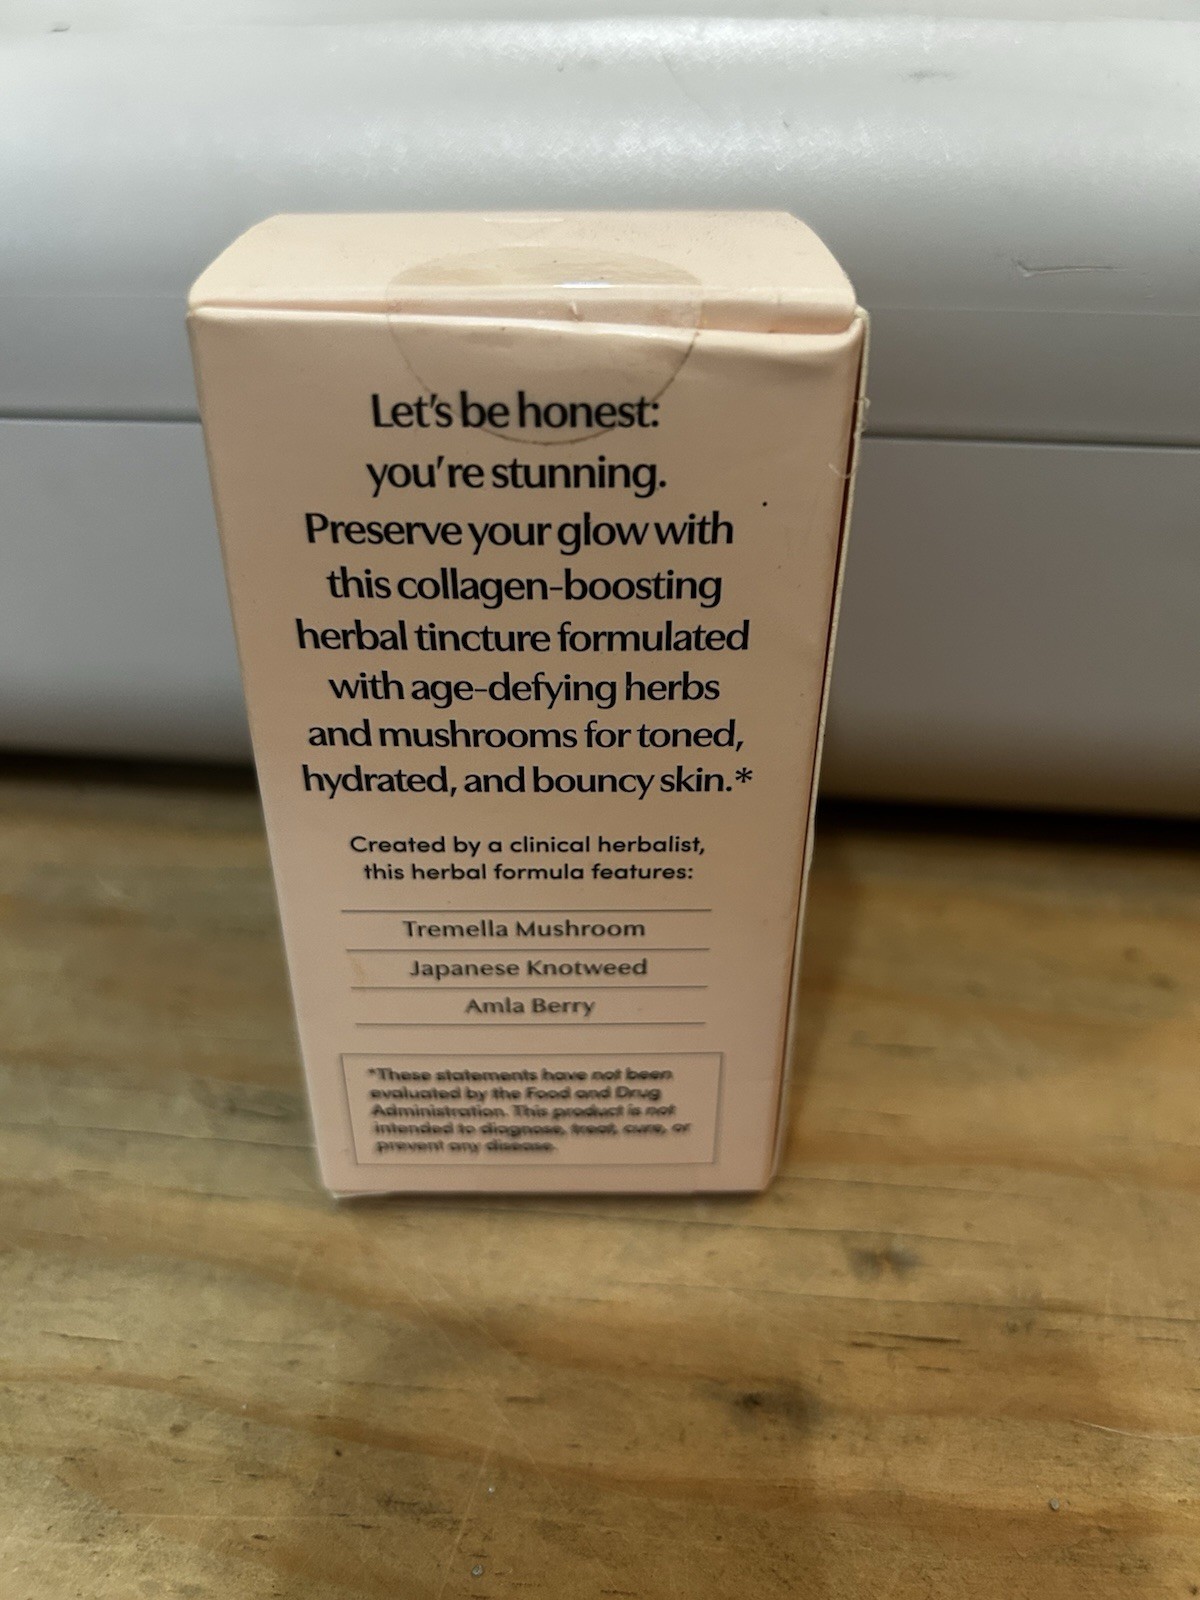 Let's be honest:
you're stunning.
Preserve your glow with
this collagen-boosting
herbal tincture formulated
with age-defying herbs
and mushrooms for toned,
hydrated, and bouncy skin.*
Created by a clinical herbalist,
this herbal formula features:
Tremella Mushroom
Japanese Knotweed
Amla Berry
*These statements have not been
evaluated by the Food and Drug
Administration. This product is not
intended to diagnose, treat, cure, or
prevent any disease.